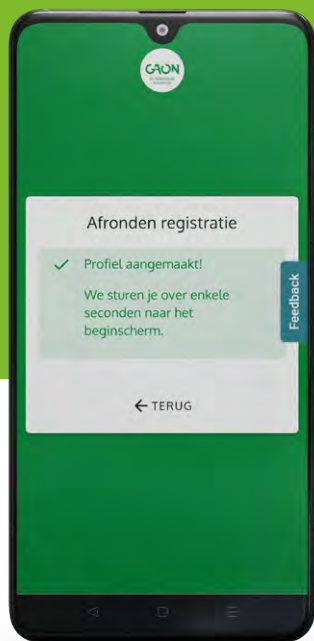 GAON
Afronden registratie
Profiel aangemaakt!
We sturen je over enkele
seconden naar het
beginscherm.
Feedback
TERUG